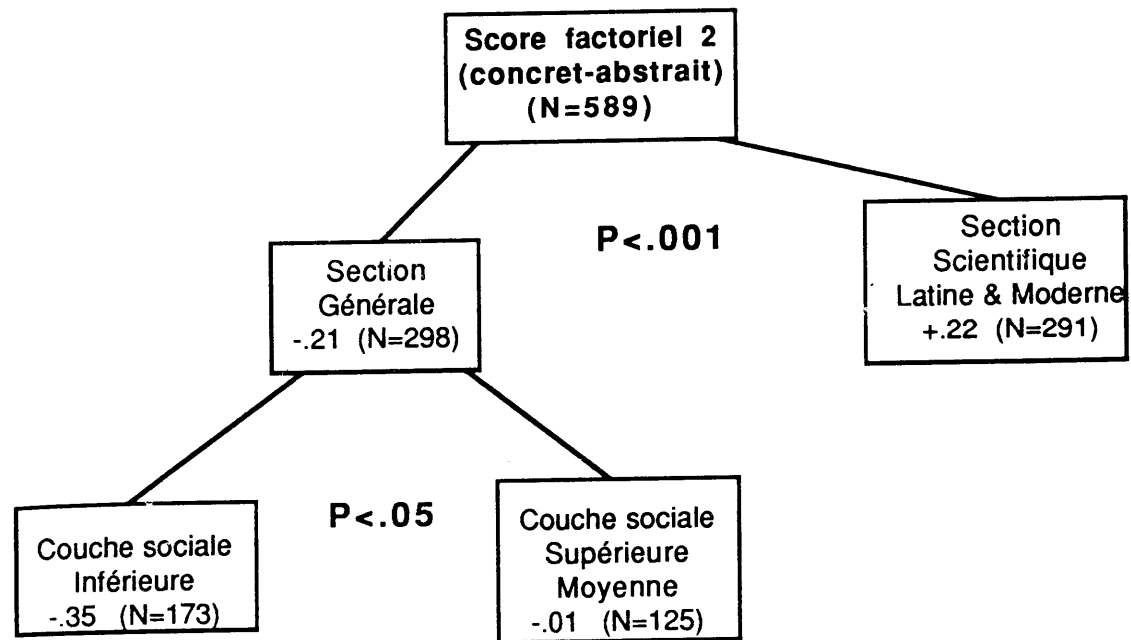 Score factoriel 2
(concret-abstrait)
(N=589)
P<.001
Section
Scientifique
Latine & Moderne
+.22 (N=291)
Section
Générale
-.21 (N=298)
P<.05
Couche sociale
Inférieure
-.35 (N=173)
Couche sociale
Supérieure
Moyenne
-.01 (N=125)